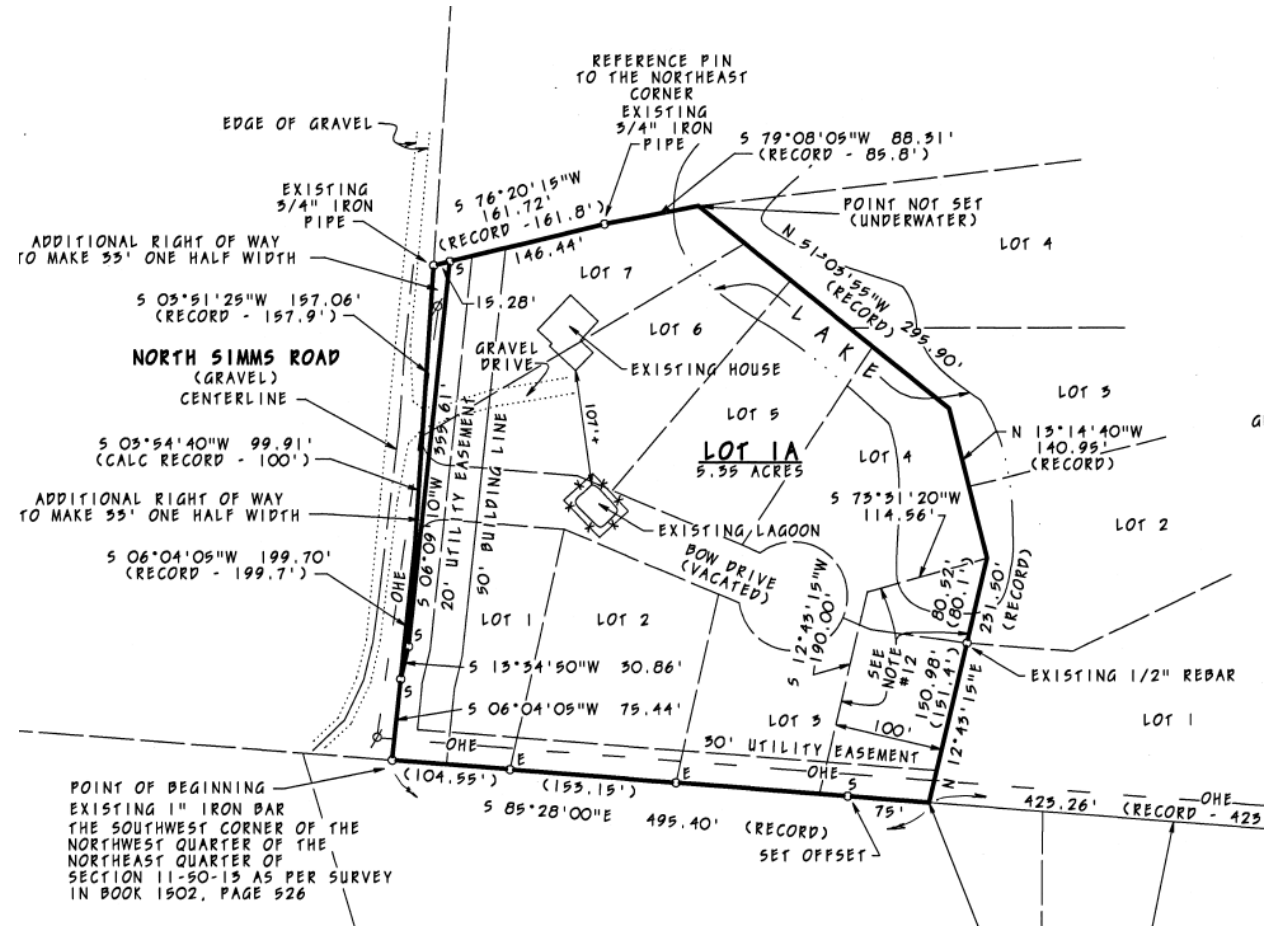 REFERENCE PIN
TO THE NORTHEAST
CORNER
EXISTING
3/4" IRON
PIPE
EDGE OF GRAVEL
S 79°08'05"W 88.31'
(RECORD - 85.8')
EXISTING
3/4" IRON
PIPE
S 76°20'15"W
161.72'
(RECORD -161.8')
146.44'
POINT NOT SET
(UNDERWATER)
LOT 4
ADDITIONAL RIGHT OF WAY
TO MAKE 33' ONE HALF WIDTH
S
LOT 7
N 51°03'55"W 295.90'
(RECORD)
15.28'
S 03°51'25"W 157.06'
(RECORD - 157.9')
LOT 6
LAKE
NORTH SIMMS ROAD
(GRAVEL)
CENTERLINE
GRAVEL
DRIVE
EXISTING HOUSE
LOT 3
107'±
LOT 5
S 03°54'40"W 99.91'
(CALC RECORD - 100')
S 06°09'10"W 355.61'
20' UTILITY EASEMENT
50' BUILDING LINE
N 13°14'40"W
140.95'
(RECORD)
LOT 1A
5.35 ACRES
LOT 4
ADDITIONAL RIGHT OF WAY
TO MAKE 33' ONE HALF WIDTH
S 73°31'20"W
114.56'
LOT 2
EXISTING LAGOON
BOW DRIVE
(VACATED)
S 06°04'05"W 199.70'
(RECORD - 199.7')
OHE
80.52'
(80.1')
231.50'
(RECORD)
LOT 1
LOT 2
S 12°43'15"W
190.00'
SEE
NOTE
#12
S
S 13°34'50"W 30.86'
150.98'
(151.4')
N 12°43'15"E
EXISTING 1/2" REBAR
S
S 06°04'05"W 75.44'
LOT 3
100'
LOT 1
OHE
30' UTILITY EASEMENT
OHE
E
E
S
(104.55')
(153.15')
75'
S 85°28'00"E 495.40' (RECORD)
SET OFFSET
423.26' (RECORD - 423
OHE
POINT OF BEGINNING
EXISTING 1" IRON BAR
THE SOUTHWEST CORNER OF THE
NORTHWEST QUARTER OF THE
NORTHEAST QUARTER OF
SECTION 11-50-13 AS PER SURVEY
IN BOOK 1502, PAGE 526